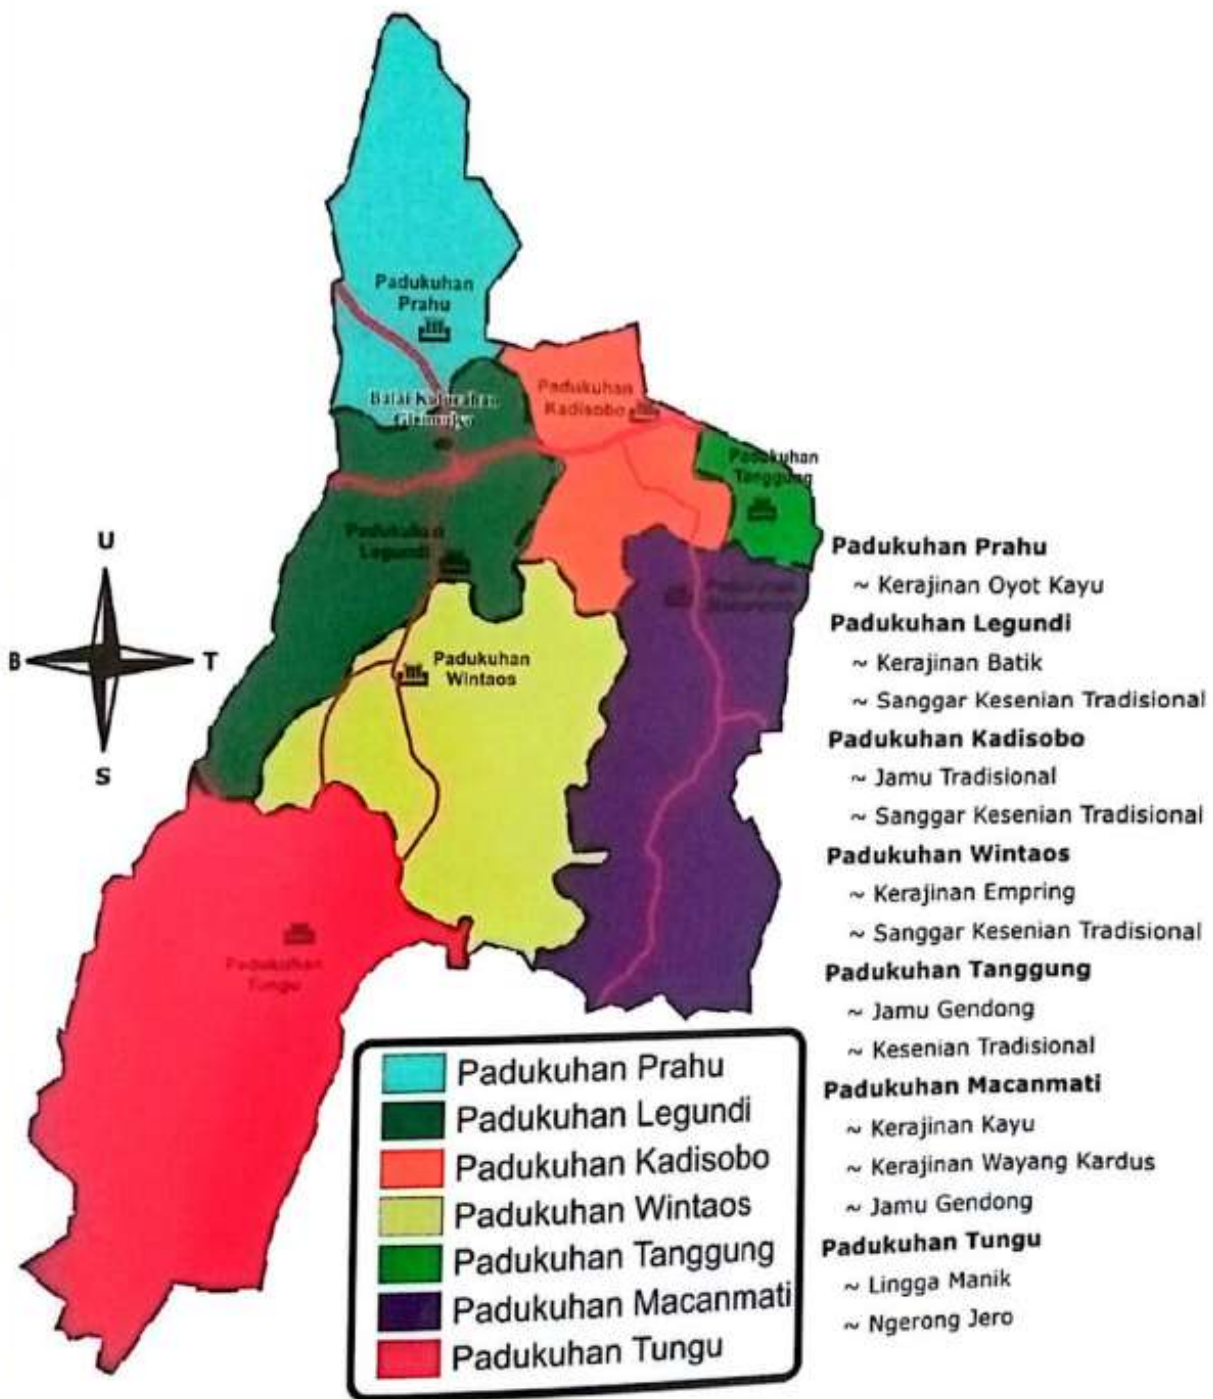 Padukuhan
Prahu
Balai Kalurahan
Girimulyo
Padukuhan
Kadisobo
Padukuhan
Tanggung
Padukuhan
Legundi
Padukuhan
Macanmati
Padukuhan
Wintaos
Padukuhan
Tungu
U
B
T
S
Padukuhan Prahu
~ Kerajinan Oyot Kayu
Padukuhan Legundi
~ Kerajinan Batik
~ Sanggar Kesenian Tradisional
Padukuhan Kadisobo
~ Jamu Tradisional
~ Sanggar Kesenian Tradisional
Padukuhan Wintaos
~ Kerajinan Empring
~ Sanggar Kesenian Tradisional
Padukuhan Tanggung
~ Jamu Gendong
~ Kesenian Tradisional
Padukuhan Macanmati
~ Kerajinan Kayu
~ Kerajinan Wayang Kardus
~ Jamu Gendong
Padukuhan Tungu
~ Lingga Manik
~ Ngerong Jero
Padukuhan Prahu
Padukuhan Legundi
Padukuhan Kadisobo
Padukuhan Wintaos
Padukuhan Tanggung
Padukuhan Macanmati
Padukuhan Tungu